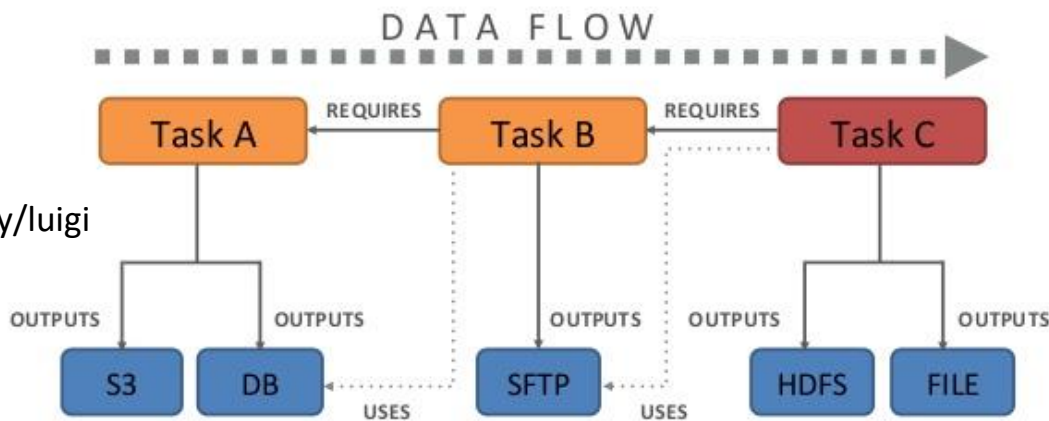 DATA FLOW
Task A
REQUIRES
Task B
REQUIRES
Task C
y/luigi
OUTPUTS
OUTPUTS
OUTPUTS
OUTPUTS
OUTPUTS
S3
DB
SFTP
HDFS
FILE
USES
USES